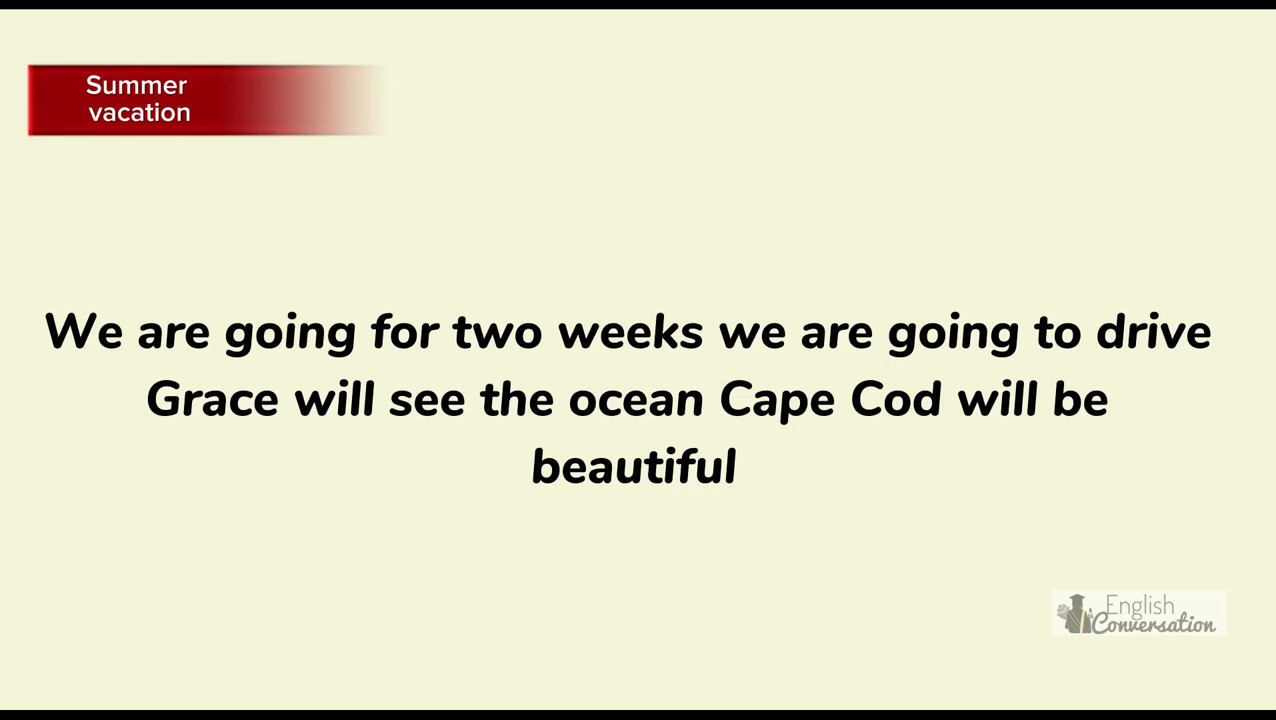 Summer
vacation
We are going for two weeks we are going to drive
Grace will see the ocean Cape Cod will be
beautiful
English
Conversation